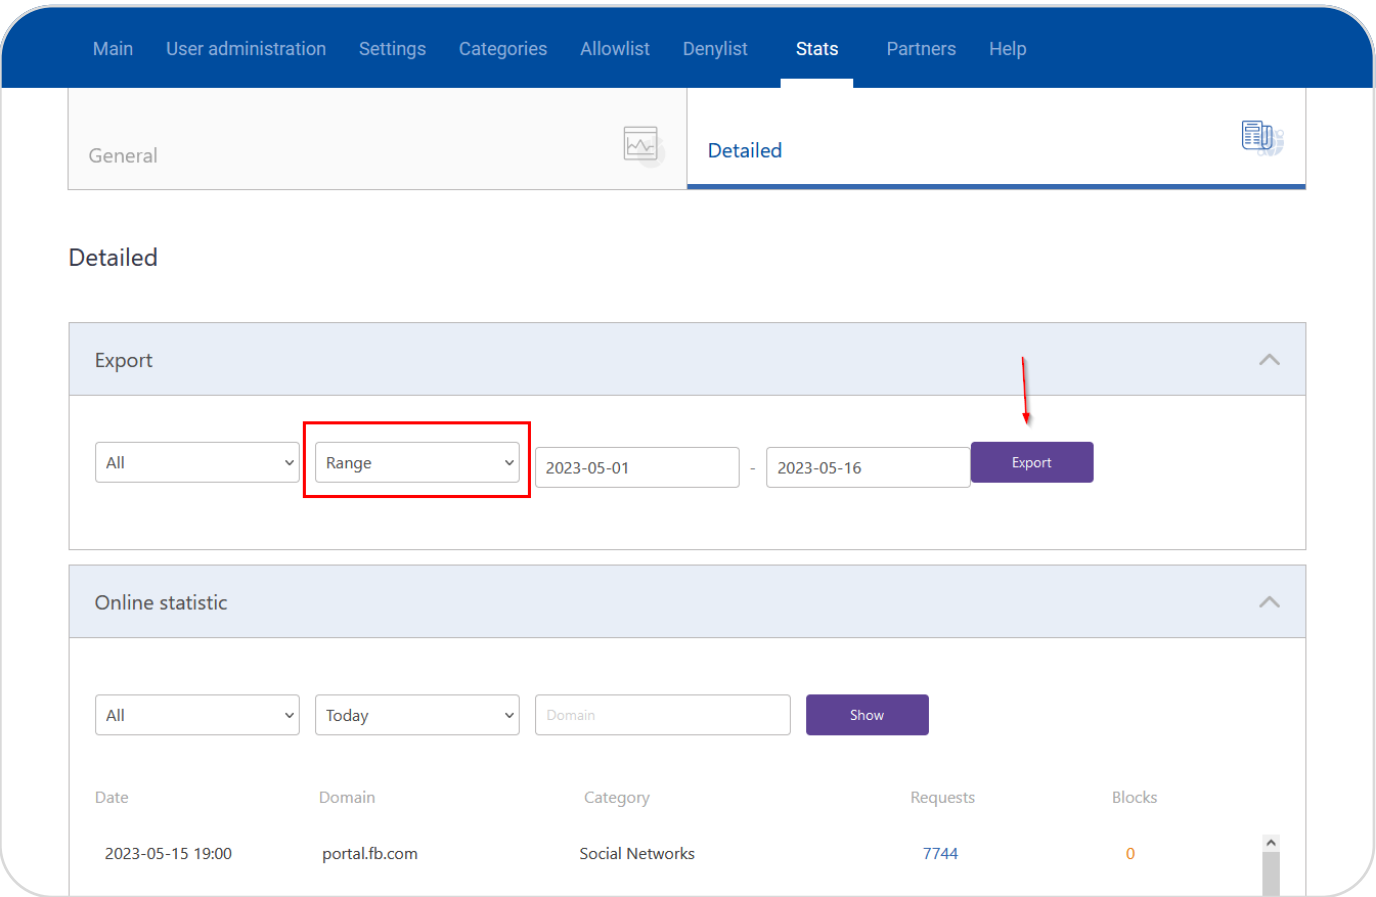 Main User administration Settings Categories Allowlist Denylist Stats Partners Help
General
Detailed
Detailed
Export
All Range 2023-05-01 - 2023-05-16 Export
Online statistic
All Today Domain Show
Date Domain Category Requests Blocks
2023-05-15 19:00 portal.fb.com Social Networks 7744 0